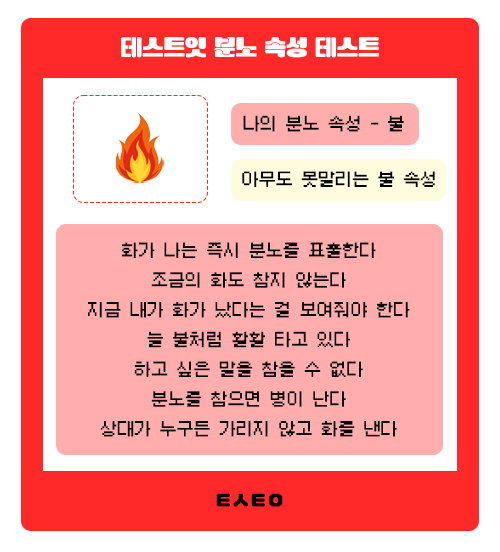 테스트잇 분노 속성 테스트
나의 분노 속성 - 불
아무도 못말리는 불 속성
화가 나는 즉시 분노를 표출한다
조금의 화도 참지 않는다
지금 내가 화가 났다는 걸 보여줘야 한다
늘 불처럼 활활 타고 있다
하고 싶은 말을 참을 수 없다
분노를 참으면 병이 난다
상대가 누구든 가리지 않고 화를 낸다
ㅌㅅㅌㅇ